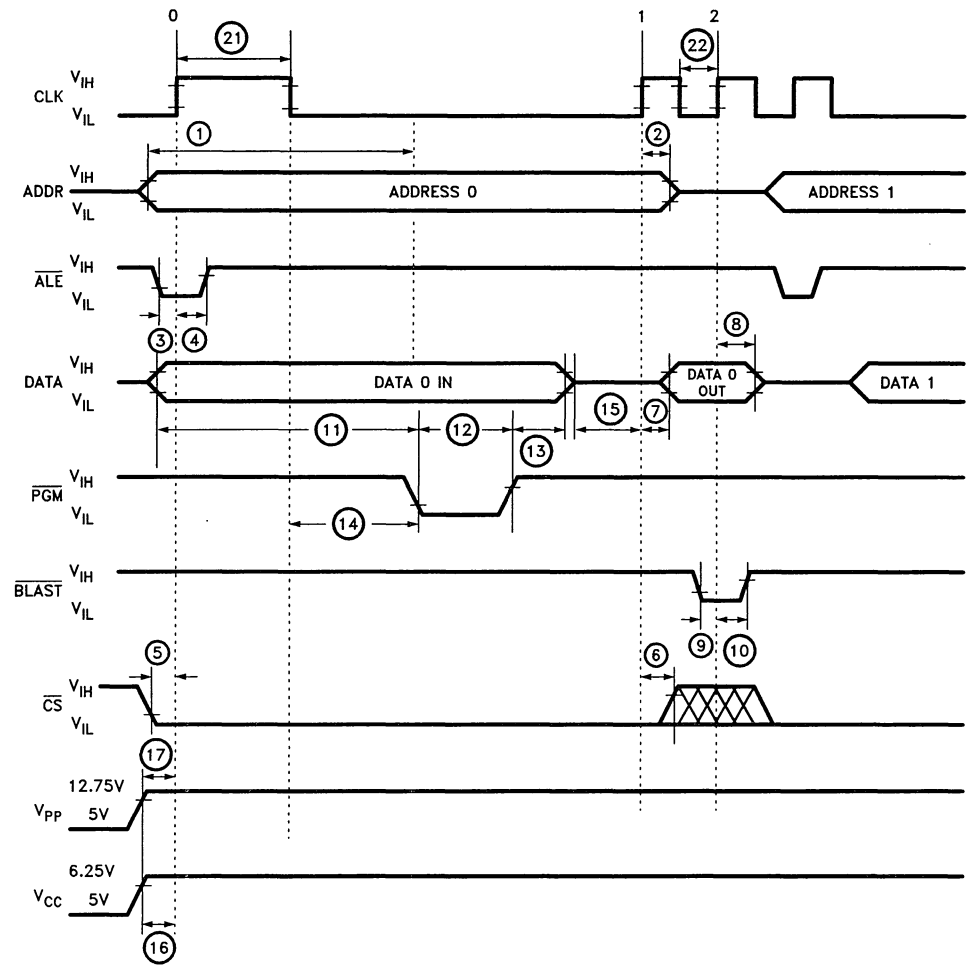 0 1 2
21 22
CLK VIH
VIL
1 2
ADDR VIH
VIL
ADDRESS 0 ADDRESS 1
ALE VIH
VIL
3 4 8
DATA VIH
VIL
DATA 0 IN DATA 0 OUT DATA 1
11 12 13 15 7
PGM VIH
VIL
14
BLAST VIH
VIL
5 6 9 10
CS VIH
VIL
17
12.75V
VPP 5V
6.25V
VCC 5V
16